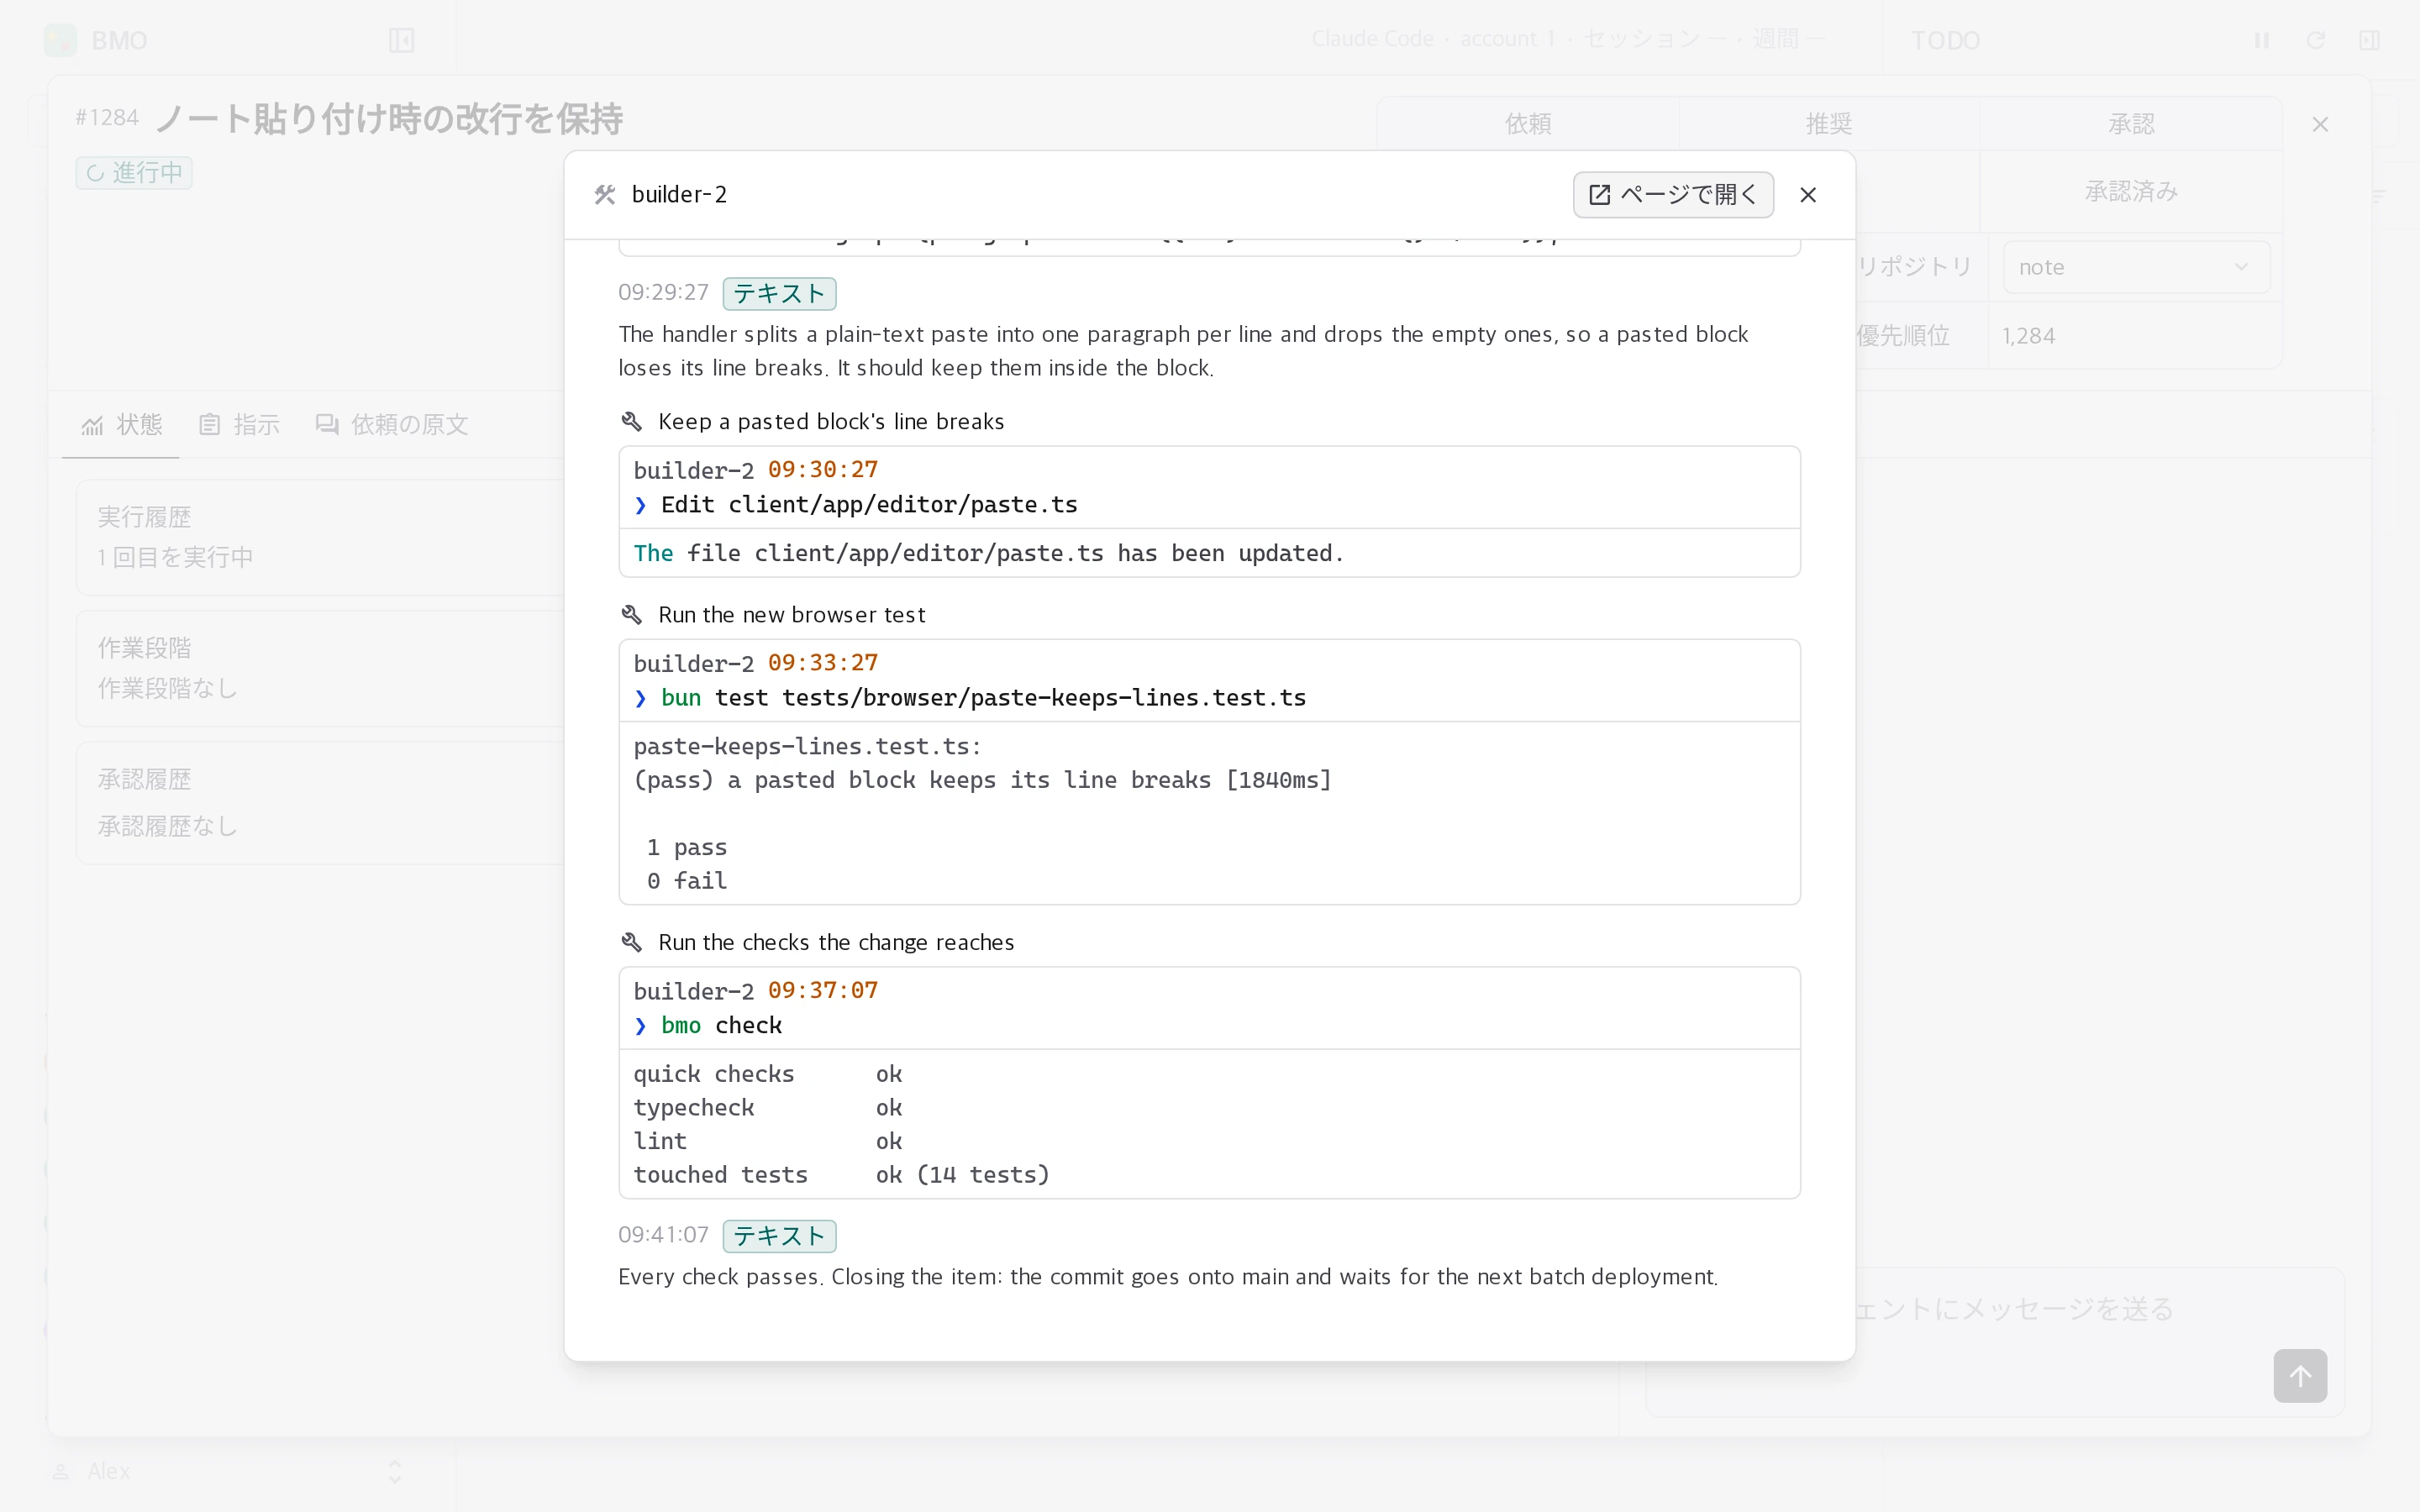 BMO
Claude Code · account 1 · セッション — · 週間 —
TODO
#1284 ノート貼り付け時の改行を保持
進行中
依頼
推奨
承認
承認済み
リポジトリ
note
優先順位
1,284
状態
指示
依頼の原文
実行履歴
1 回目を実行中
作業段階
作業段階なし
承認履歴
承認履歴なし
builder-2
ページで開く
09:29:27 テキスト
The handler splits a plain-text paste into one paragraph per line and drops the empty ones, so a pasted block
loses its line breaks. It should keep them inside the block.
Keep a pasted block's line breaks
builder-2 09:30:27
❯ Edit client/app/editor/paste.ts
The file client/app/editor/paste.ts has been updated.
Run the new browser test
builder-2 09:33:27
❯ bun test tests/browser/paste-keeps-lines.test.ts
paste-keeps-lines.test.ts:
(pass) a pasted block keeps its line breaks [1840ms]
1 pass
0 fail
Run the checks the change reaches
builder-2 09:37:07
❯ bmo check
quick checks ok
typecheck ok
lint ok
touched tests ok (14 tests)
09:41:07 テキスト
Every check passes. Closing the item: the commit goes onto main and waits for the next batch deployment.
ェントにメッセージを送る
Alex